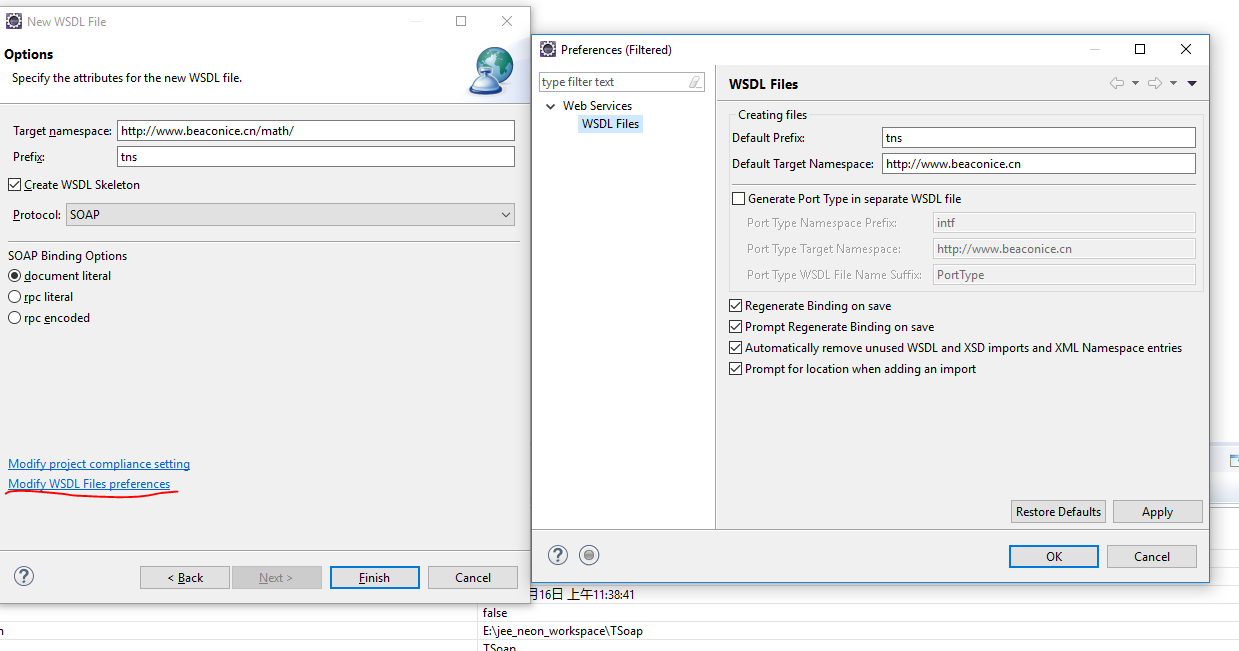 New WSDL File
Options
Specify the attributes for the new WSDL file.
Target namespace: http://www.beaconice.cn/math/
Prefix: tns
Create WSDL Skeleton
Protocol: SOAP
SOAP Binding Options
document literal
rpc literal
rpc encoded
Modify project compliance setting
Modify WSDL Files preferences
< Back Next > Finish Cancel
Preferences (Filtered)
type filter text
Web Services
WSDL Files
WSDL Files
Creating files
Default Prefix: tns
Default Target Namespace: http://www.beaconice.cn
Generate Port Type in separate WSDL file
Port Type Namespace Prefix: intf
Port Type Target Namespace: http://www.beaconice.cn
Port Type WSDL File Name Suffix: PortType
Regenerate Binding on save
Prompt Regenerate Binding on save
Automatically remove unused WSDL and XSD imports and XML Namespace entries
Prompt for location when adding an import
Restore Defaults Apply
OK Cancel
月16日 上午11:38:41
false
E:\jee_neon_workspace\TSoap
TSoap